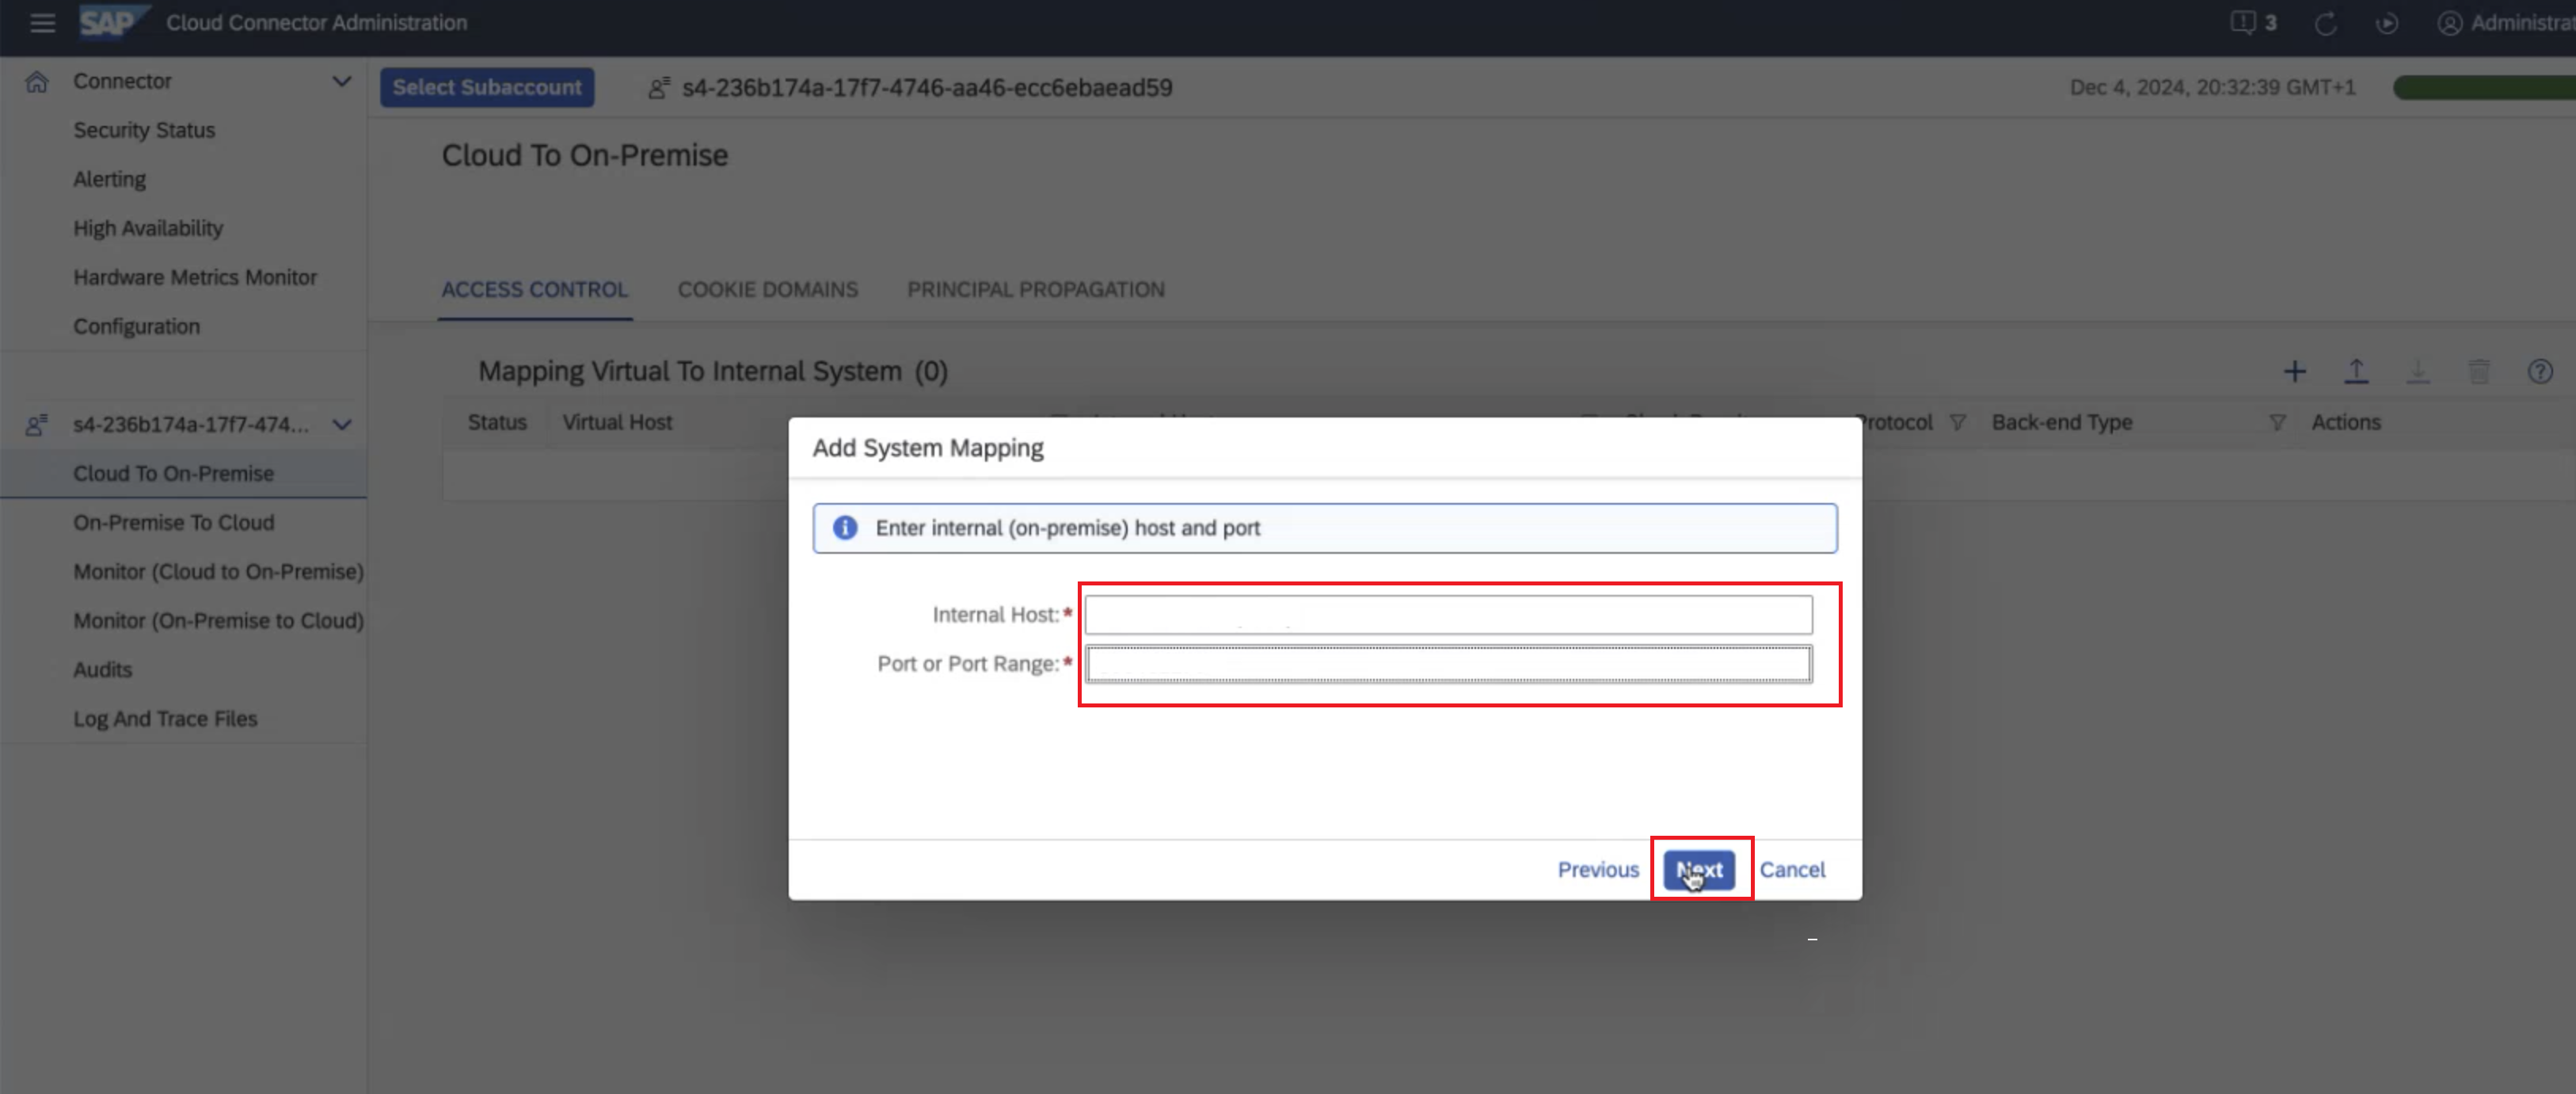 SAP Cloud Connector Administration 3
Connector Select Subaccount s4-236b174a-17f7-4746-aa46-ecc6ebaead59 Dec 4, 2024, 20:32:39 GMT+1
Security Status
Alerting
High Availability
Hardware Metrics Monitor
Configuration
s4-236b174a-17f7-474...
Cloud To On-Premise
On-Premise To Cloud
Monitor (Cloud to On-Premise)
Monitor (On-Premise to Cloud)
Audits
Log And Trace Files
Cloud To On-Premise
ACCESS CONTROL COOKIE DOMAINS PRINCIPAL PROPAGATION
Mapping Virtual To Internal System (0)
Status Virtual Host Back-end Type Actions
Add System Mapping
Enter internal (on-premise) host and port
Internal Host:*
Port or Port Range:*
Previous Next Cancel